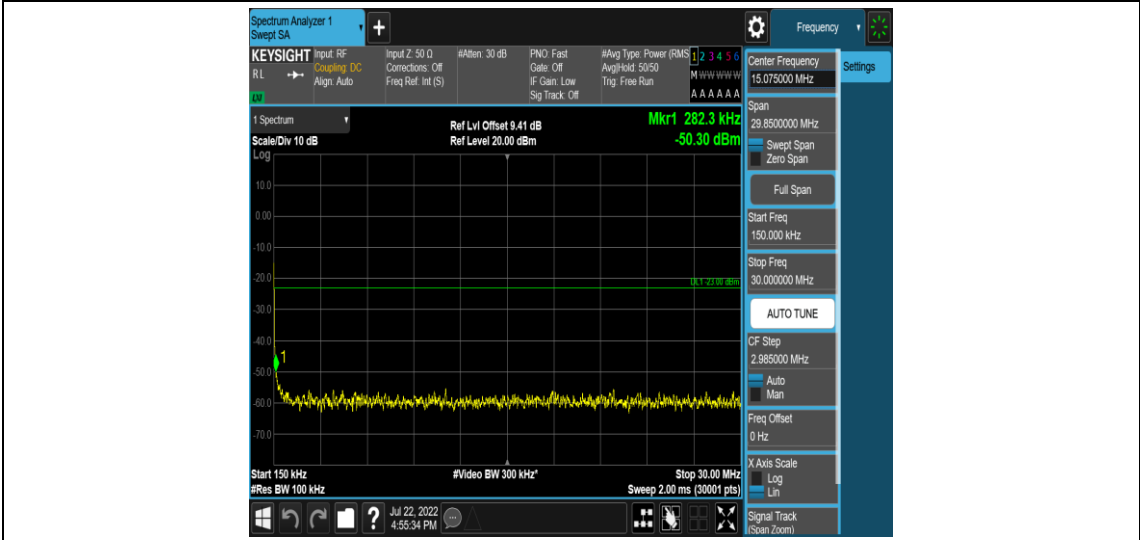 Spectrum Analyzer 1
Swept SA
+
Frequency
KEYSIGHT
RL
LXI
Input: RF
Coupling: DC
Align: Auto
Input Z: 50 Ω
Corrections: Off
Freq Ref: Int (S)
#Atten: 30 dB
PNO: Fast
Gate: Off
IF Gain: Low
Sig Track: Off
#Avg Type: Power (RMS
Avg|Hold: 50/50
Trig: Free Run
1 2 3 4 5 6
M W W W W W
A A A A A A
1 Spectrum
Scale/Div 10 dB
Log
Ref Lvl Offset 9.41 dB
Ref Level 20.00 dBm
Mkr1 282.3 kHz
-50.30 dBm
10.0
0.00
-10.0
-20.0
-30.0
-40.0
-50.0
-60.0
-70.0
DL1 -23.00 dBm
1
Start 150 kHz
#Res BW 100 kHz
#Video BW 300 kHz*
Stop 30.00 MHz
Sweep 2.00 ms (30001 pts)
Jul 22, 2022
4:55:34 PM
Center Frequency
15.075000 MHz
Settings
Span
29.8500000 MHz
Swept Span
Zero Span
Full Span
Start Freq
150.000 kHz
Stop Freq
30.000000 MHz
AUTO TUNE
CF Step
2.985000 MHz
Auto
Man
Freq Offset
0 Hz
X Axis Scale
Log
Lin
Signal Track
(Span Zoom)